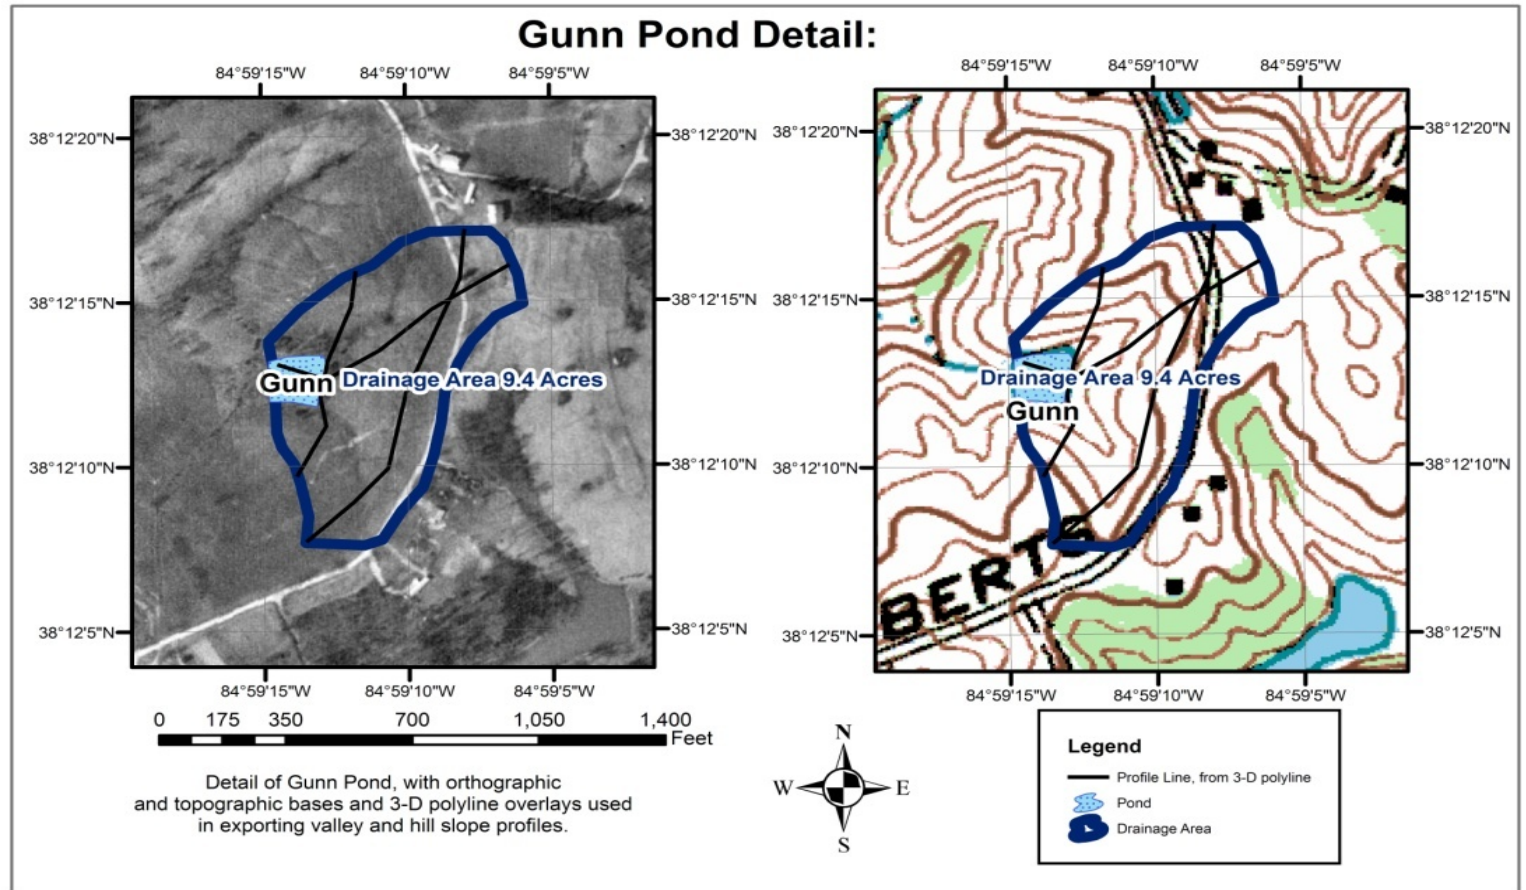 Gunn Pond Detail:
84°59'15"W 84°59'10"W 84°59'5"W
84°59'15"W 84°59'10"W 84°59'5"W
38°12'20"N 38°12'20"N 38°12'20"N 38°12'20"N
38°12'15"N 38°12'15"N 38°12'15"N 38°12'15"N
Gunn Drainage Area 9.4 Acres
Drainage Area 9.4 Acres
Gunn
38°12'10"N 38°12'10"N 38°12'10"N 38°12'10"N
BERTS
38°12'5"N 38°12'5"N 38°12'5"N 38°12'5"N
84°59'15"W 84°59'10"W 84°59'5"W
84°59'15"W 84°59'10"W 84°59'5"W
0 175 350 700 1,050 1,400
Feet
Detail of Gunn Pond, with orthographic
and topographic bases and 3-D polyline overlays used
in exporting valley and hill slope profiles.
N
W E
S
Legend
Profile Line, from 3-D polyline
Pond
Drainage Area